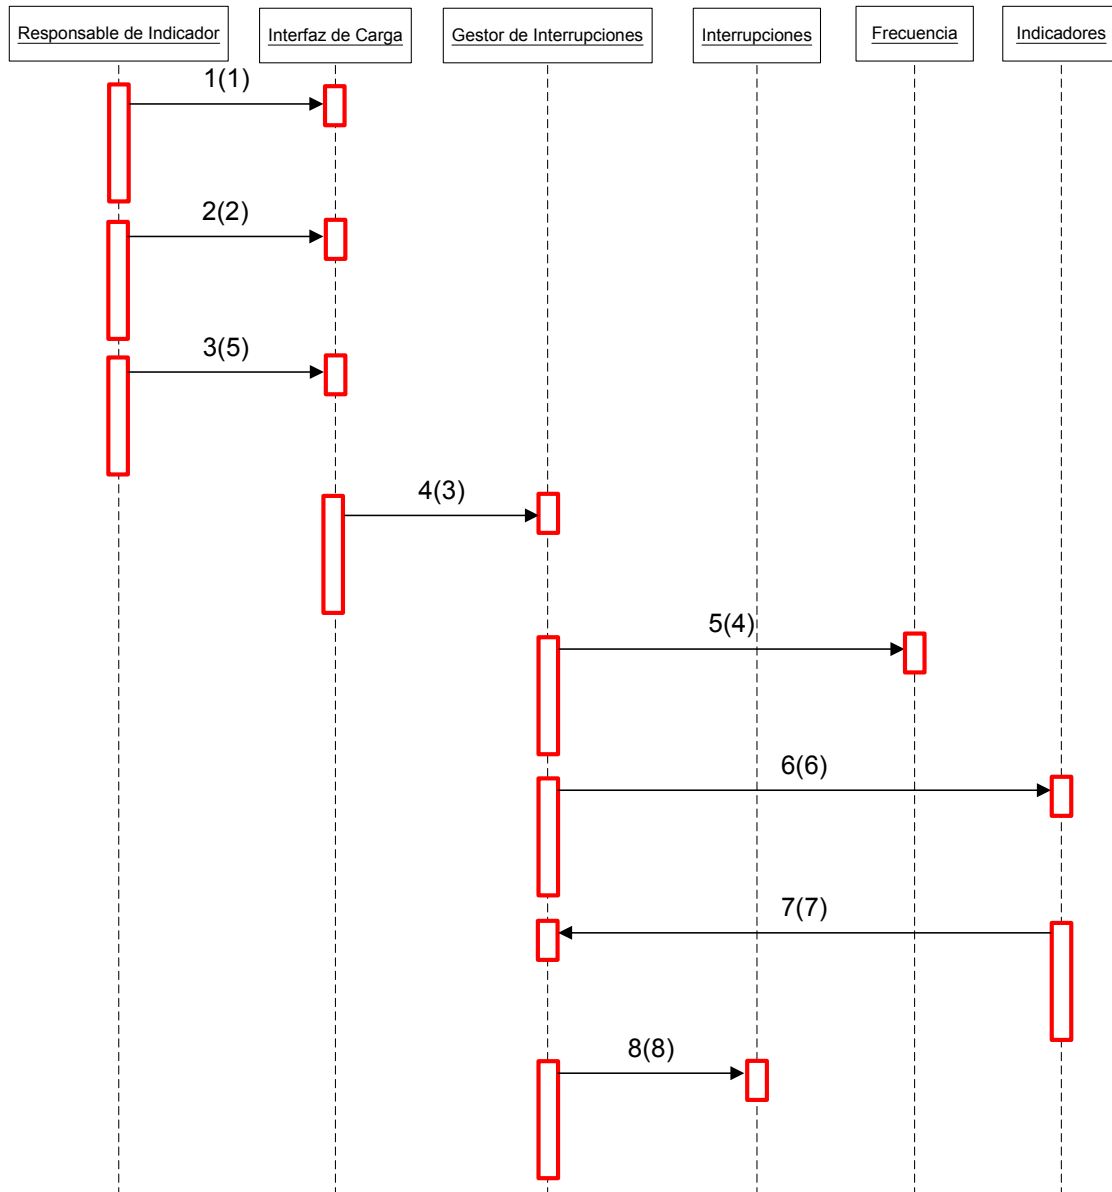 Responsable de Indicador
Interfaz de Carga
Gestor de Interrupciones
Interrupciones
Frecuencia
Indicadores
1(1)
2(2)
3(5)
4(3)
5(4)
6(6)
7(7)
8(8)